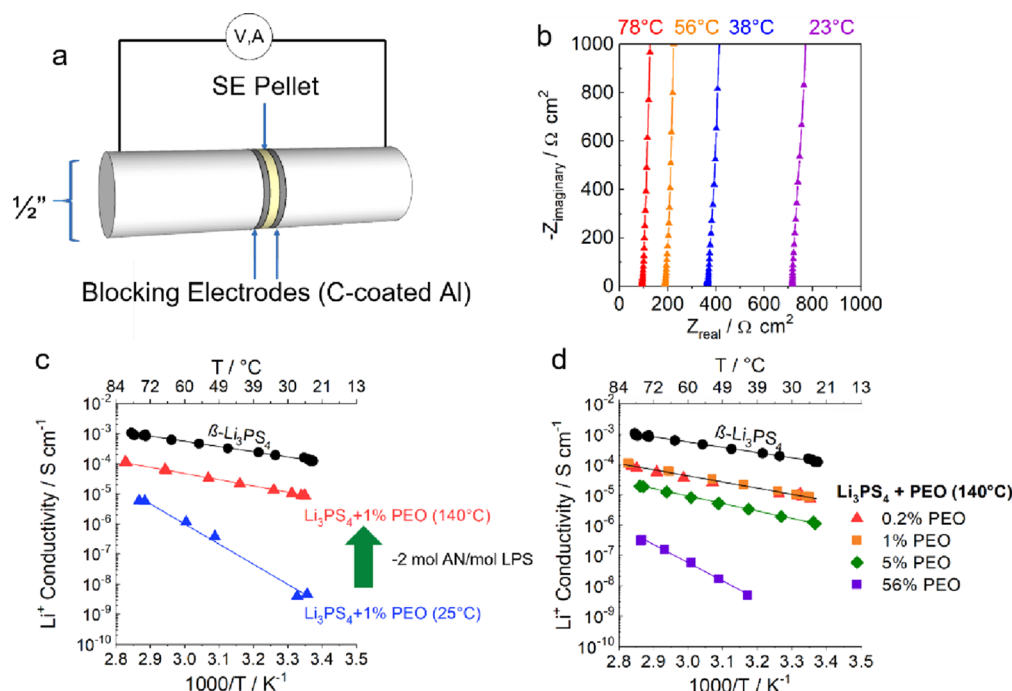 a
V,A
SE Pellet
½”
Blocking Electrodes (C-coated Al)
b
78°C 56°C 38°C 23°C
-Z_imaginary / Ω cm²
1000
800
600
400
200
0
0 200 400 600 800 1000
Z_real / Ω cm²
c
T / °C
84 72 60 49 39 30 21 13
Li⁺ Conductivity / S cm⁻¹
10⁻²
10⁻³
10⁻⁴
10⁻⁵
10⁻⁶
10⁻⁷
10⁻⁸
10⁻⁹
10⁻¹⁰
ß-Li₃PS₄
Li₃PS₄+1% PEO (140°C)
-2 mol AN/mol LPS
Li₃PS₄+1% PEO (25°C)
2.8 2.9 3.0 3.1 3.2 3.3 3.4 3.5
1000/T / K⁻¹
d
T / °C
84 72 60 49 39 30 21 13
Li⁺ Conductivity / S cm⁻¹
10⁻²
10⁻³
10⁻⁴
10⁻⁵
10⁻⁶
10⁻⁷
10⁻⁸
10⁻⁹
10⁻¹⁰
ß-Li₃PS₄
Li₃PS₄ + PEO (140°C)
0.2% PEO
1% PEO
5% PEO
56% PEO
2.8 2.9 3.0 3.1 3.2 3.3 3.4 3.5
1000/T / K⁻¹